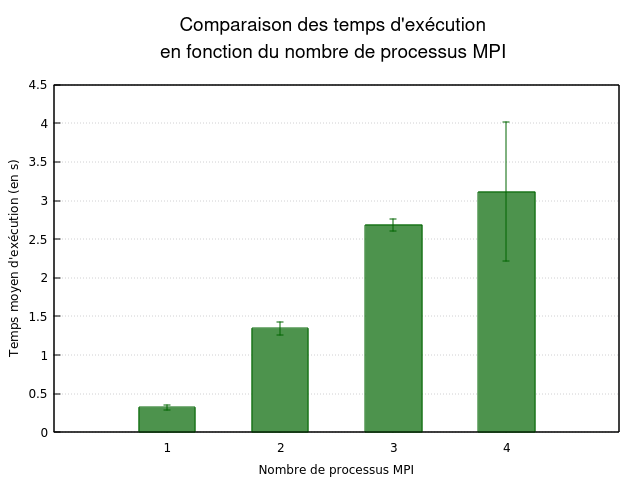 Comparaison des temps d'exécution
en fonction du nombre de processus MPI
4.5
4
3.5
3
2.5
2
1.5
1
0.5
0
Temps moyen d'exécution (en s)
1 2 3 4
Nombre de processus MPI